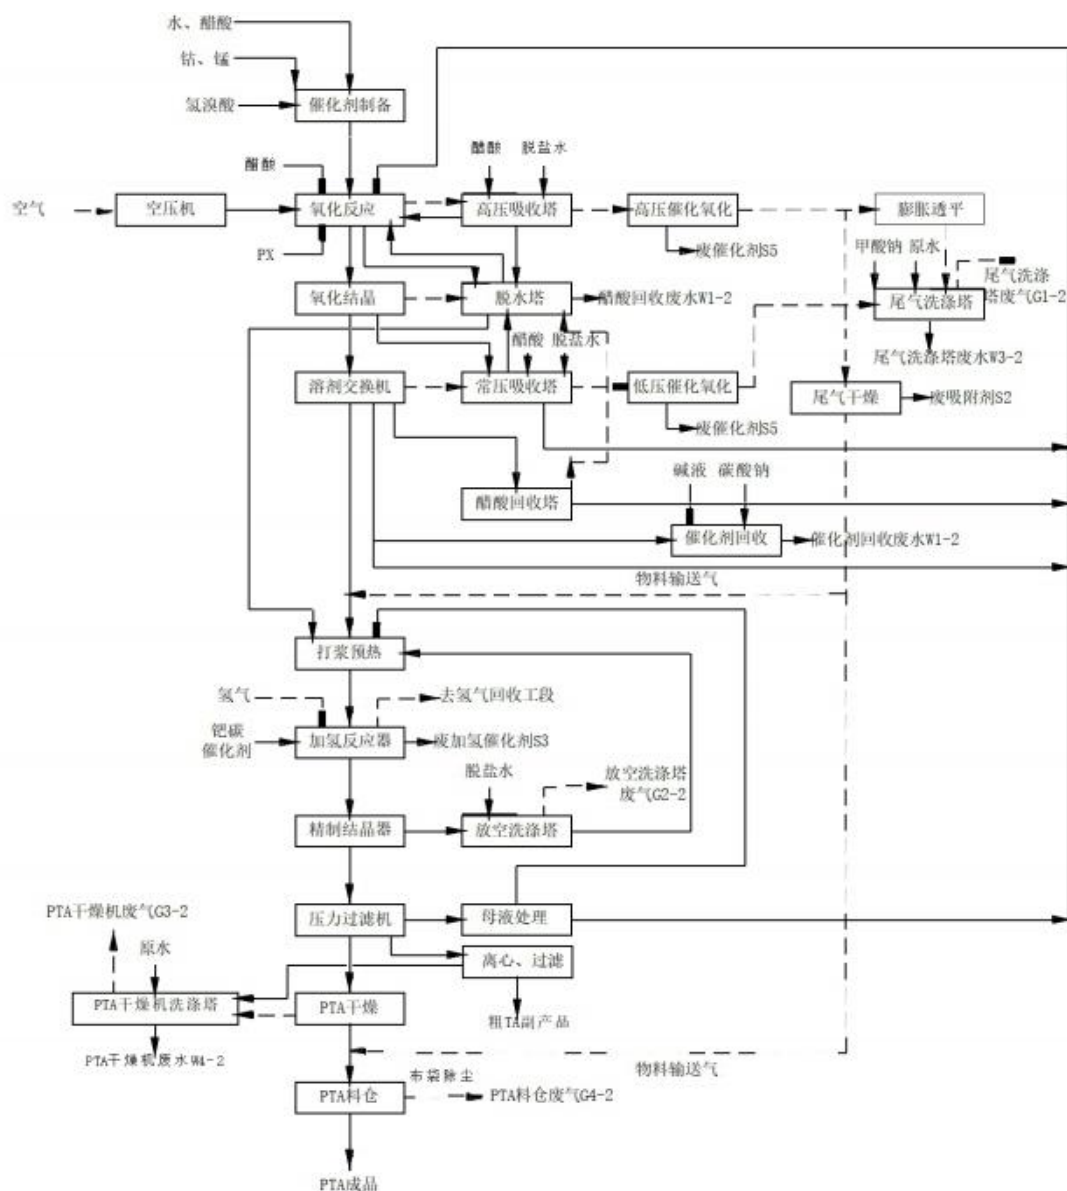 水、醋酸
钴、锰
氢溴酸
催化剂制备
醋酸
醋酸 脱盐水
空气
空压机
氧化反应
高压吸收塔
高压催化氧化
膨胀透平
PX
废催化剂S5
甲酸钠 原水
尾气洗涤
塔废气G1-2
氧化结晶
脱水塔
醋酸回收废水W1-2
尾气洗涤塔
醋酸 脱盐水
尾气洗涤塔废水W3-2
溶剂交换机
常压吸收塔
低压催化氧化
尾气干燥
废吸附剂S2
废催化剂S5
碱液 碳酸钠
醋酸回收塔
催化剂回收
催化剂回收废水W1-2
物料输送气
打浆预热
氢气
去氢气回收工段
钯碳
催化剂
加氢反应器
废加氢催化剂S3
脱盐水
放空洗涤塔
废气G2-2
精制结晶器
放空洗涤塔
PTA干燥机废气G3-2
压力过滤机
母液处理
原水
离心、过滤
PTA干燥机洗涤塔
PTA干燥
粗TA副产品
PTA干燥机废水W4-2
物料输送气
布袋除尘
PTA料仓
PTA料仓废气G4-2
PTA成品